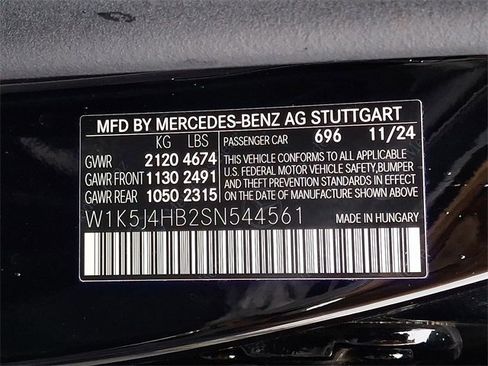 MFD BY MERCEDES-BENZ AG STUTTGART
KG LBS PASSENGER CAR 696 11/24
GVWR 2120 4674
GAWR FRONT 1130 2491
GAWR REAR 1050 2315
THIS VEHICLE CONFORMS TO ALL APPLICABLE
U.S. FEDERAL MOTOR VEHICLE SAFETY, BUMPER
AND THEFT PREVENTION STANDARDS IN EFFECT
ON THE DATE OF MANUFACTURE SHOWN ABOVE.
W1K5J4HB2SN544561 MADE IN HUNGARY